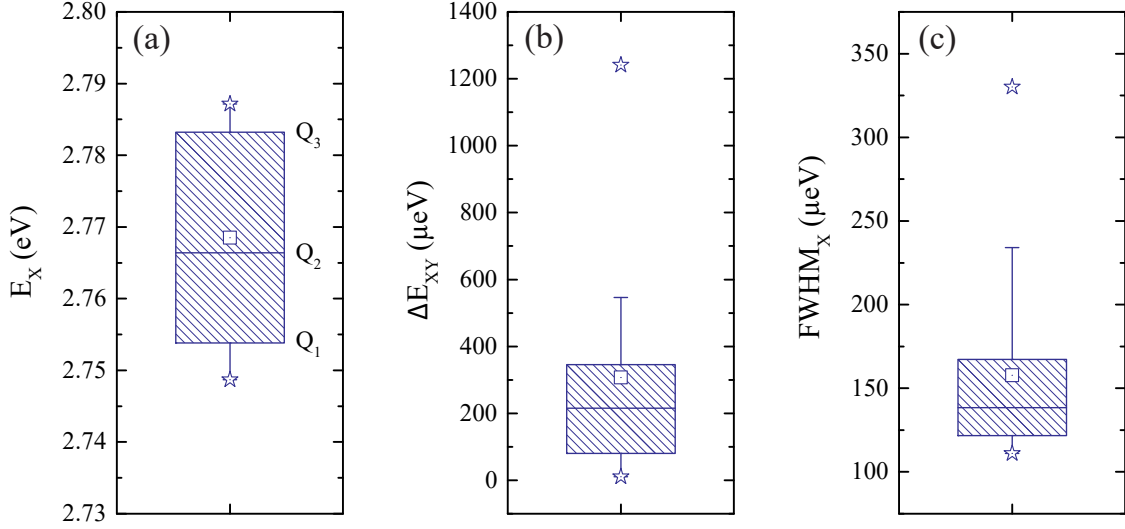 (a)
2.80
2.79
2.78
2.77
2.76
2.75
2.74
2.73
E_X (eV)
Q_3
Q_2
Q_1
(b)
1400
1200
1000
800
600
400
200
0
ΔE_XY (μeV)
(c)
350
300
250
200
150
100
FWHM_X (μeV)